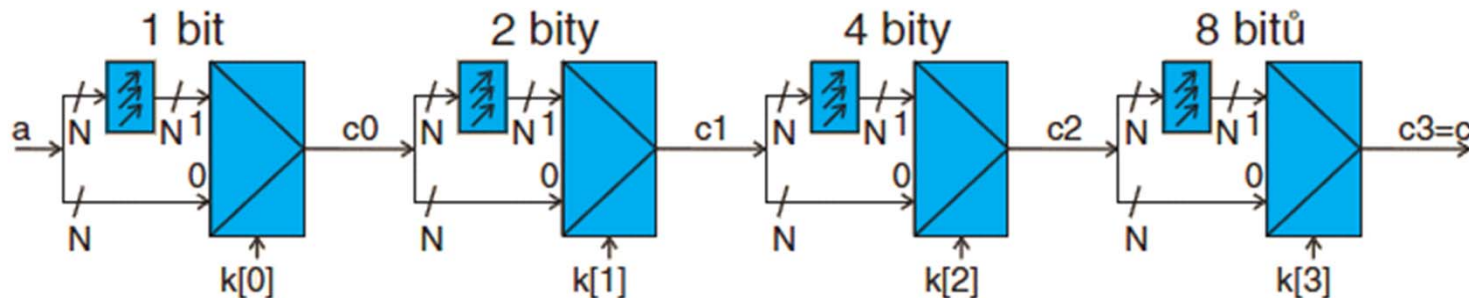 1 bit 2 bity 4 bity 8 bitů
N N 1 N N 1 N N 1 N N 1
a c0 c1 c2 c3=c
0 0 0 0
N N N N
k[0] k[1] k[2] k[3]